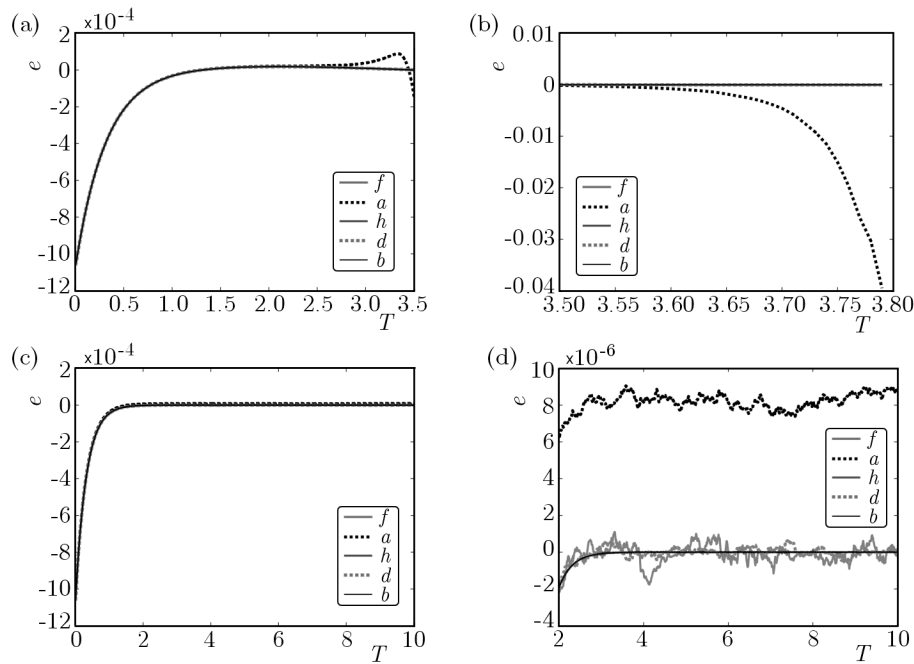 (a)
×10⁻⁴
2
0
-2
-4
-6
-8
-10
-12
e
0
0.5
1.0
1.5
2.0
2.5
3.0
3.5
T
f
a
h
d
b
(b)
0.01
0
-0.01
-0.02
-0.03
-0.04
e
3.50
3.55
3.60
3.65
3.70
3.75
3.80
T
f
a
h
d
b
(c)
×10⁻⁴
2
0
-2
-4
-6
-8
-10
-12
e
0
2
4
6
8
10
T
f
a
h
d
b
(d)
×10⁻⁶
10
8
6
4
2
0
-2
-4
e
2
4
6
8
10
T
f
a
h
d
b